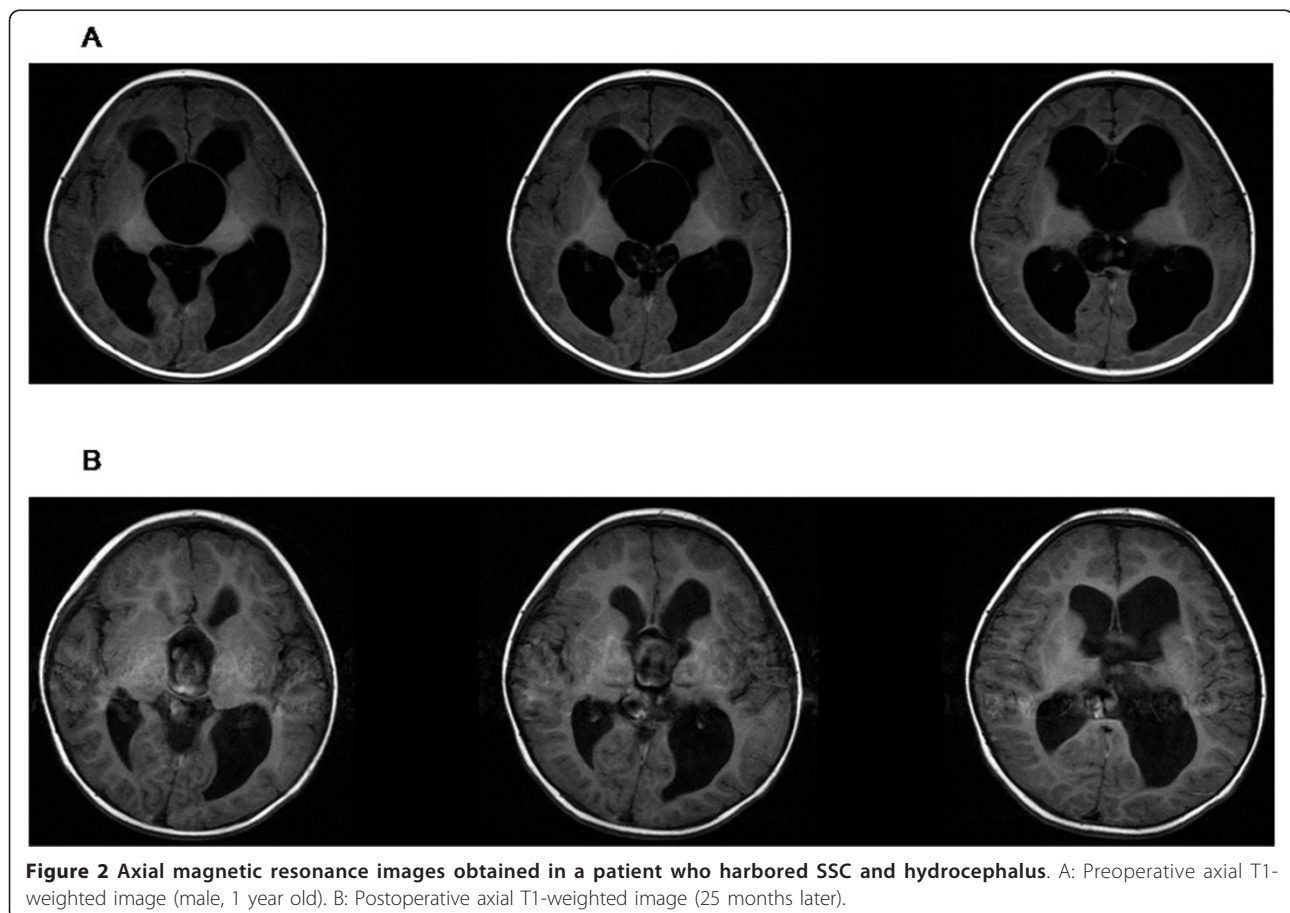 A
B
Figure 2 Axial magnetic resonance images obtained in a patient who harbored SSC and hydrocephalus. A: Preoperative axial T1-
weighted image (male, 1 year old). B: Postoperative axial T1-weighted image (25 months later).